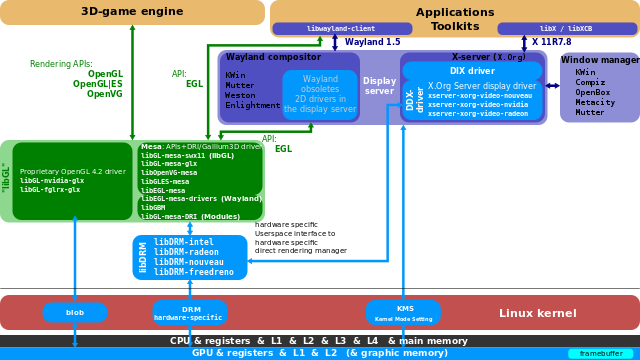 3D-game engine
Applications
Toolkits
libwayland-client
libX / libXCB
Wayland 1.5
X 11R7.8
Rendering APIs:
OpenGL
OpenGL|ES
OpenVG
API:
EGL
Wayland compositor
KWin
Mutter
Weston
Enlightment
Wayland
obsoletes
2D drivers in
the display server
Display
server
X-server (X.Org)
DIX driver
DDX-
driver
X.Org Server display driver
xserver-xorg-video-nouveau
xserver-xorg-video-nvidia
xserver-xorg-video-radeon
Window manager
KWin
Compiz
OpenBox
Metacity
Mutter
API:
EGL
"libGL"
Proprietary OpenGL 4.2 driver
libGL-nvidia-glx
libGL-fglrx-glx
Mesa: APIs+DRI/Gallium3D driver
libGL-mesa-swx11 (libGL)
libGL-mesa-glx
libOpenVG-mesa
libGLES-mesa
libEGL-mesa
libEGL-mesa-drivers (Wayland)
libGBM
libGL-mesa-DRI (Modules)
libDRM
libDRM-intel
libDRM-radeon
libDRM-nouveau
libDRM-freedreno
hardware specific
Userspace interface to
hardware specific
direct rendering manager
blob
DRM
hardware-specific
KMS
Kernel Mode Setting
Linux kernel
CPU & registers & L1 & L2 & L3 & L4 & main memory
GPU & registers & L1 & L2 (& graphic memory)
framebuffer